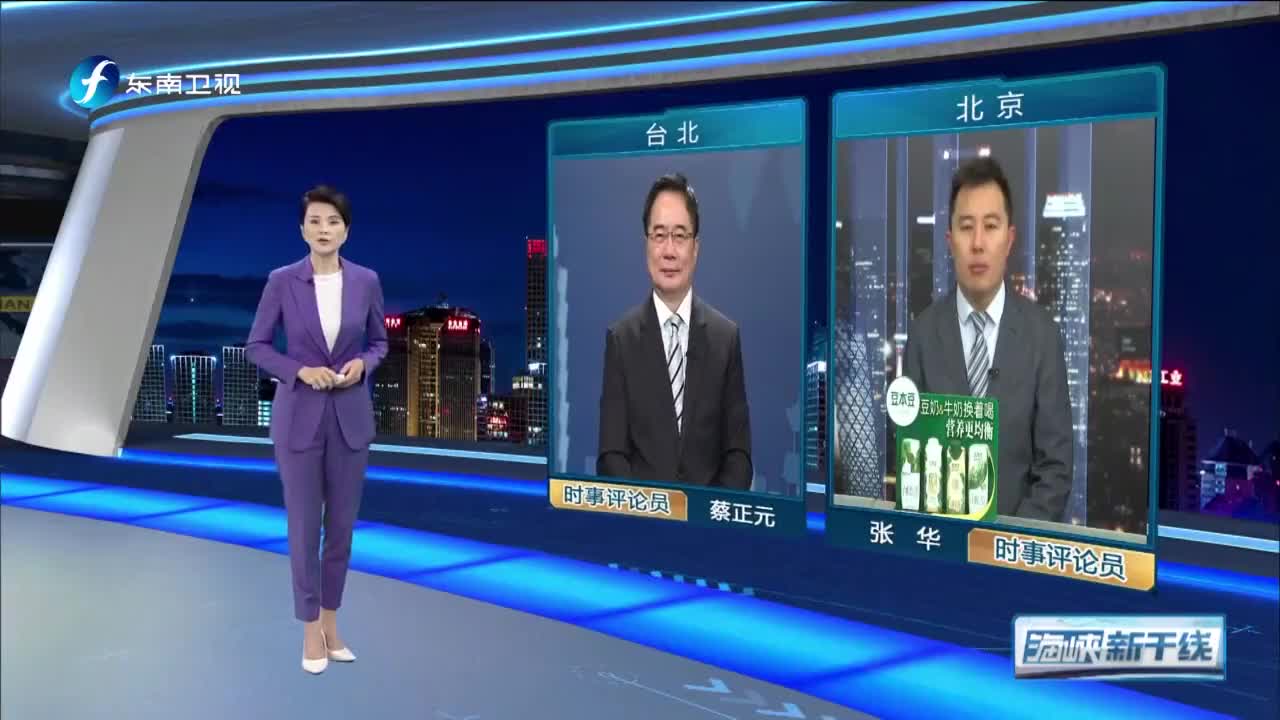 东南卫视
台北
北京
豆本豆
豆奶&牛奶换着喝
营养更均衡
时事评论员
蔡正元
张华
时事评论员
海峡新干线